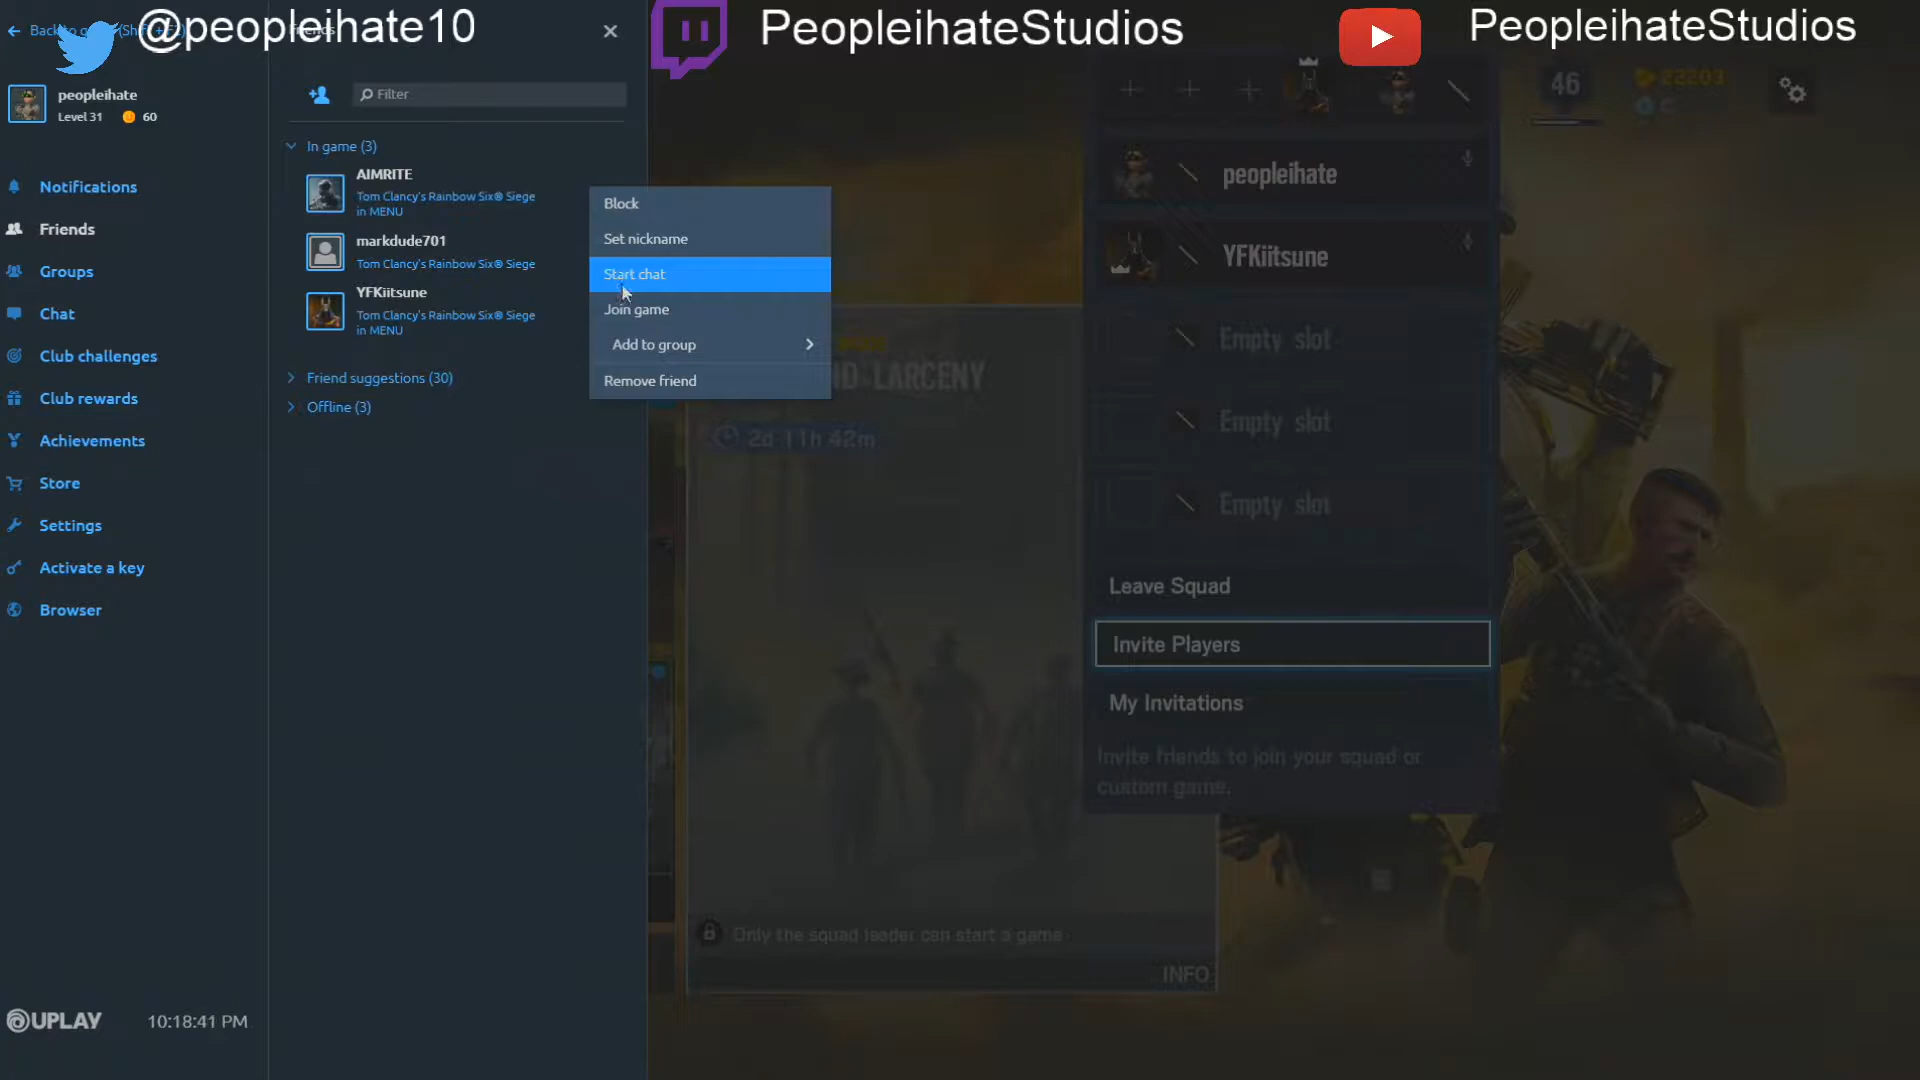 @peopleihate10
PeopleihateStudios
PeopleihateStudios
peopleihate
Level 31
60
Notifications
Friends
Groups
Chat
Club challenges
Club rewards
Achievements
Store
Settings
Activate a key
Browser
UPLAY
10:18:41 PM
Filter
In game (3)
AIMRITE
Tom Clancy's Rainbow Six® Siege
in MENU
markdude701
Tom Clancy's Rainbow Six® Siege
YFKiitsune
Tom Clancy's Rainbow Six® Siege
in MENU
Friend suggestions (30)
Offline (3)
Block
Set nickname
Start chat
Join game
Add to group
Remove friend
LARCENY
2d 11h 42m
Only the squad leader can start a game
INFO
46
22203
peopleihate
YFKiitsune
Empty slot
Empty slot
Empty slot
Leave Squad
Invite Players
My Invitations
Invite friends to join your squad or
custom game.